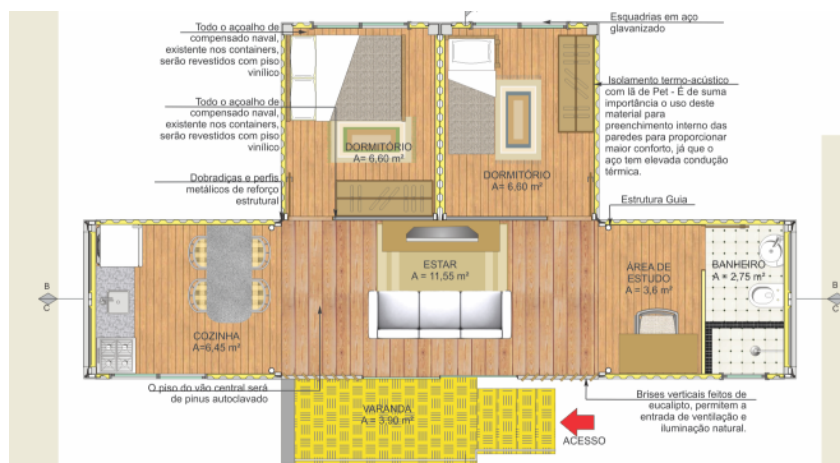 Todo o açoalho de
compensado naval,
existente nos containers,
serão revestidos com piso
vinílico
Todo o açoalho de
compensado naval,
existente nos containers,
serão revestidos com piso
vinílico
Dobradiças e perfis
metálicos de reforço
estrutural
Esquadrias em aço
glavanizado
Isolamento termo-acústico
com lã de Pet - É de suma
importância o uso deste
material para
preenchimento interno das
paredes para proporcionar
maior conforto, já que o
aço tem elevada condução
térmica.
Estrutura Guia
DORMITÓRIO
A= 6,60 m²
DORMITÓRIO
A= 6,60 m²
ESTAR
A = 11,55 m²
ÁREA DE
ESTUDO
A = 3,6 m²
BANHEIRO
A = 2,75 m²
COZINHA
A=6,45 m²
B
C
B
C
O piso do vão central será
de pinus autoclavado
VARANDA
A = 3,90 m²
ACESSO
Brises verticais feitos de
eucalipto, permitem a
entrada de ventilação e
iluminação natural.